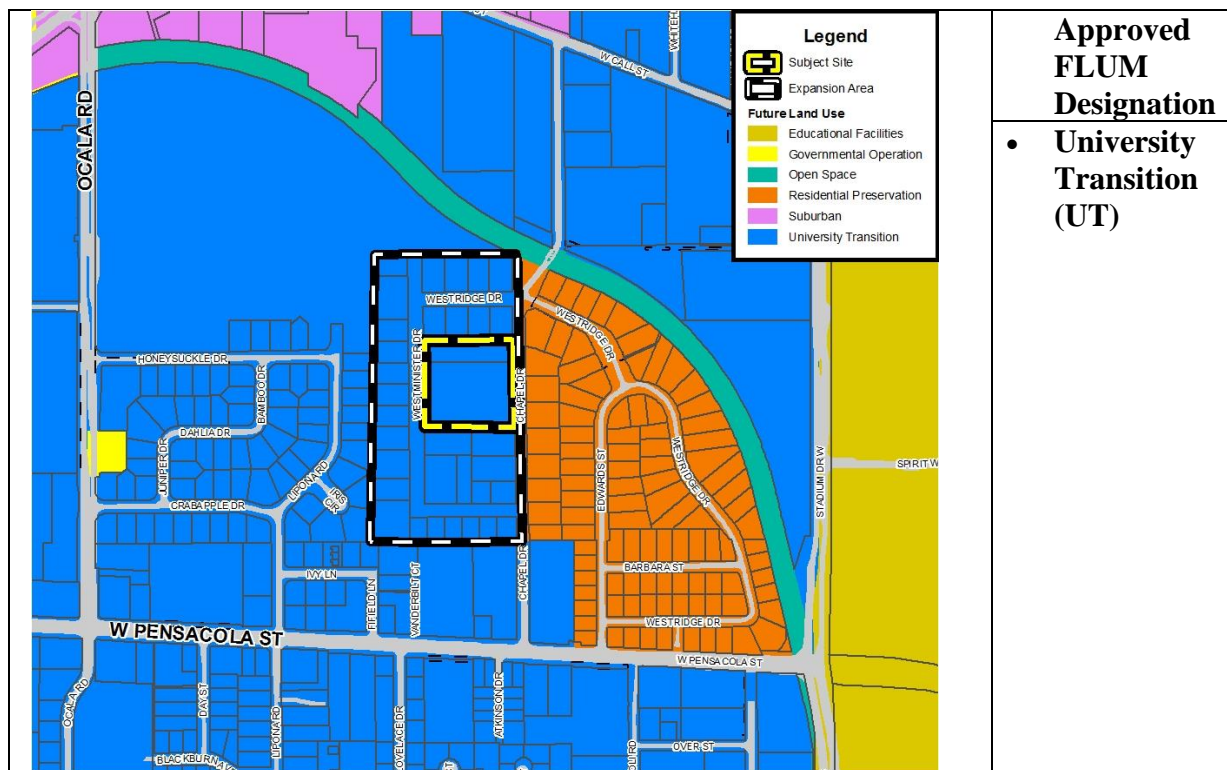 Legend
Subject Site
Expansion Area
Future Land Use
Educational Facilities
Governmental Operation
Open Space
Residential Preservation
Suburban
University Transition
Approved
FLUM
Designation
• University
Transition
(UT)
OCALA RD
W CALL ST
WESTRIDGE DR
WESTMINISTER DR
CHAPEL DR
WESTRIDGE DR
HONEYSUCKLE DR
BAMBOO DR
DAHLIA DR
JUNIPER DR
CRABAPPLE DR
LIPONA RD
IRIS CIR
EDWARDS ST
WESTRIDGE DR
STADIUM DR W
SPIRIT W
IVY LN
FIFIELD LN
VANDERBILT CT
CHAPEL DR
BARBARA ST
WESTRIDGE DR
W PENSACOLA ST
W PENSACOLA ST
OCALA RD
DAY ST
LIPONA RD
ATKINSON DR
OVER ST